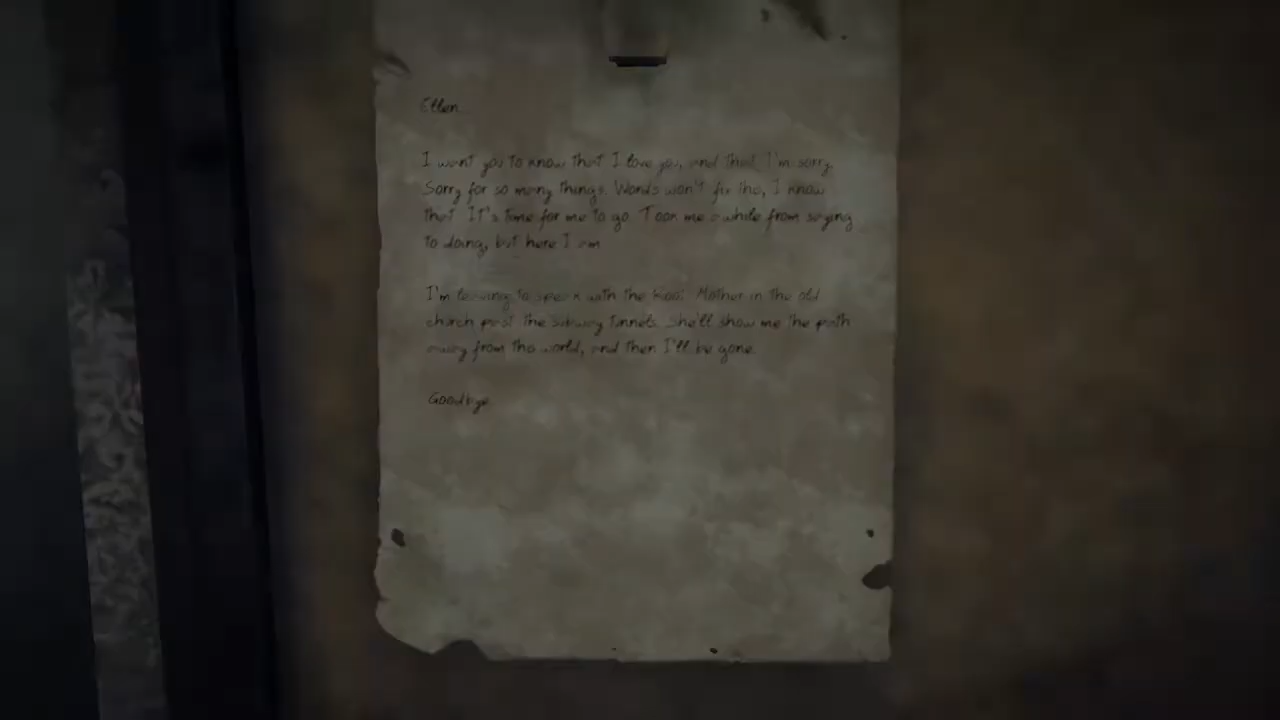 I want you to know that I love you, and that I'm sorry.
Sorry for so many things. Words won't fix this, I know
that. It's time for me to go. Took me a while from saying
to doing, but here I am
I'm leaving to speak with the Root Mother in the old
church past the subway tunnels. She'll show me the path
away from this world, and then I'll be gone.
Goodbye